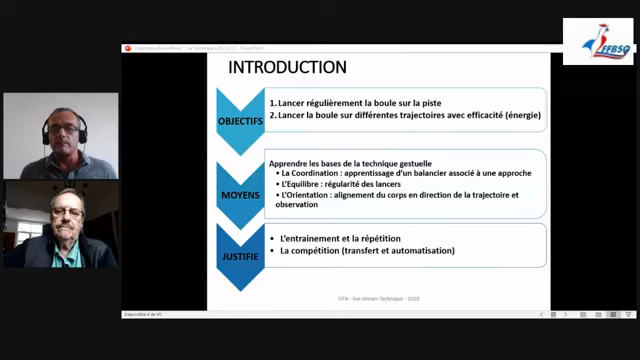 FFBSQ
INTRODUCTION
OBJECTIFS
1. Lancer régulièrement la boule sur la piste
2. Lancer la boule sur différentes trajectoires avec efficacité (énergie)
MOYENS
Apprendre les bases de la technique gestuelle
• La Coordination : apprentissage d'un balancier associé à une approche
• L'Equilibre : régularité des lancers
• L'Orientation : alignement du corps en direction de la trajectoire et
observation
JUSTIFIE
• L'entrainement et la répétition
• La compétition (transfert et automatisation)
DTN - live stream Technique - 2020